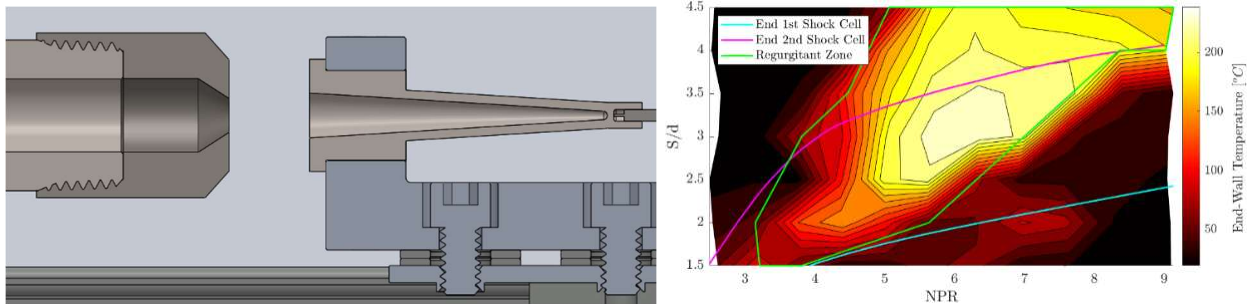 4.5
4
3.5
3
2.5
2
1.5
S/d
End 1st Shock Cell
End 2nd Shock Cell
Regurgitant Zone
3 4 5 6 7 8 9
NPR
200
150
100
50
End-Wall Temperature [°C]